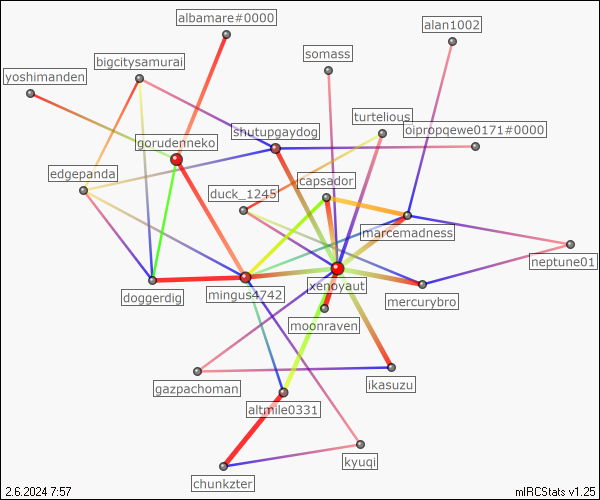 albamare#0000
alan1002
somass
bigcitysamurai
yoshimanden
turtelious
oipropqewe0171#0000
shutupgaydog
gorudenneko
edgepanda
capsador
duck_1245
marcemadness
neptune01
xenoyaut
doggerdig
mingus4742
mercurybro
moonraven
gazpachoman
ikasuzu
altmile0331
kyuqi
chunkzter
2.6.2024 7:57
mIRCStats v1.25